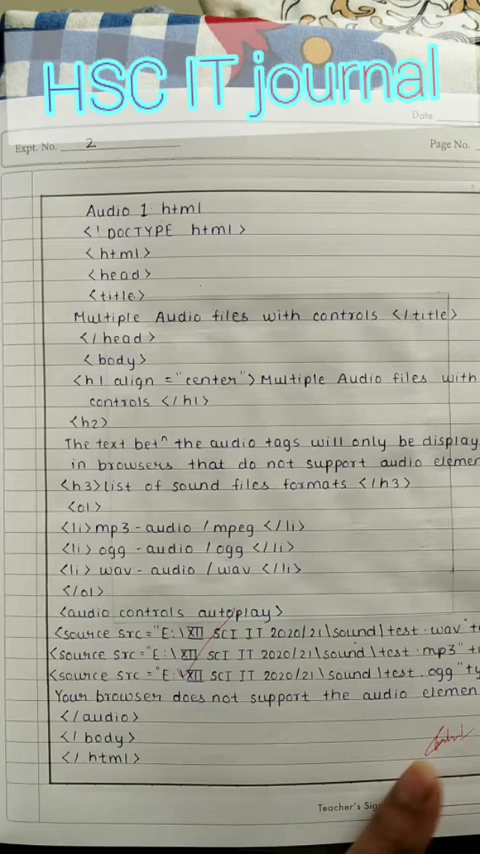 HSC IT journal
Date
Expt. No. 2
Page No.
Audio 1. html
<! DOCTYPE html>
<html>
<head>
<title>
Multiple Audio files with controls </title>
</head>
<body>
<h1 align ="center">Multiple Audio files with
controls </h1>
<h2>
The text betn the audio tags will only be display
in browsers that do not support audio elemen
<h3>list of sound files formats </h3>
<ol>
<li>mp3 - audio /mpeg </li>
<li> ogg - audio /ogg </li>
<li> wav - audio /wav </li>
</ol>
<audio controls autoplay>
<source src="E:\XII SCI IT 2020/21\sound\test.wav" t
<source src="E:\XII SCI IT 2020/21\sound\test.mp3" t
<source src="E:\XII SCI IT 2020/21\sound\test.ogg" ty
Your browser does not support the audio elemen
</audio>
</body>
</html>
Teacher's Sig